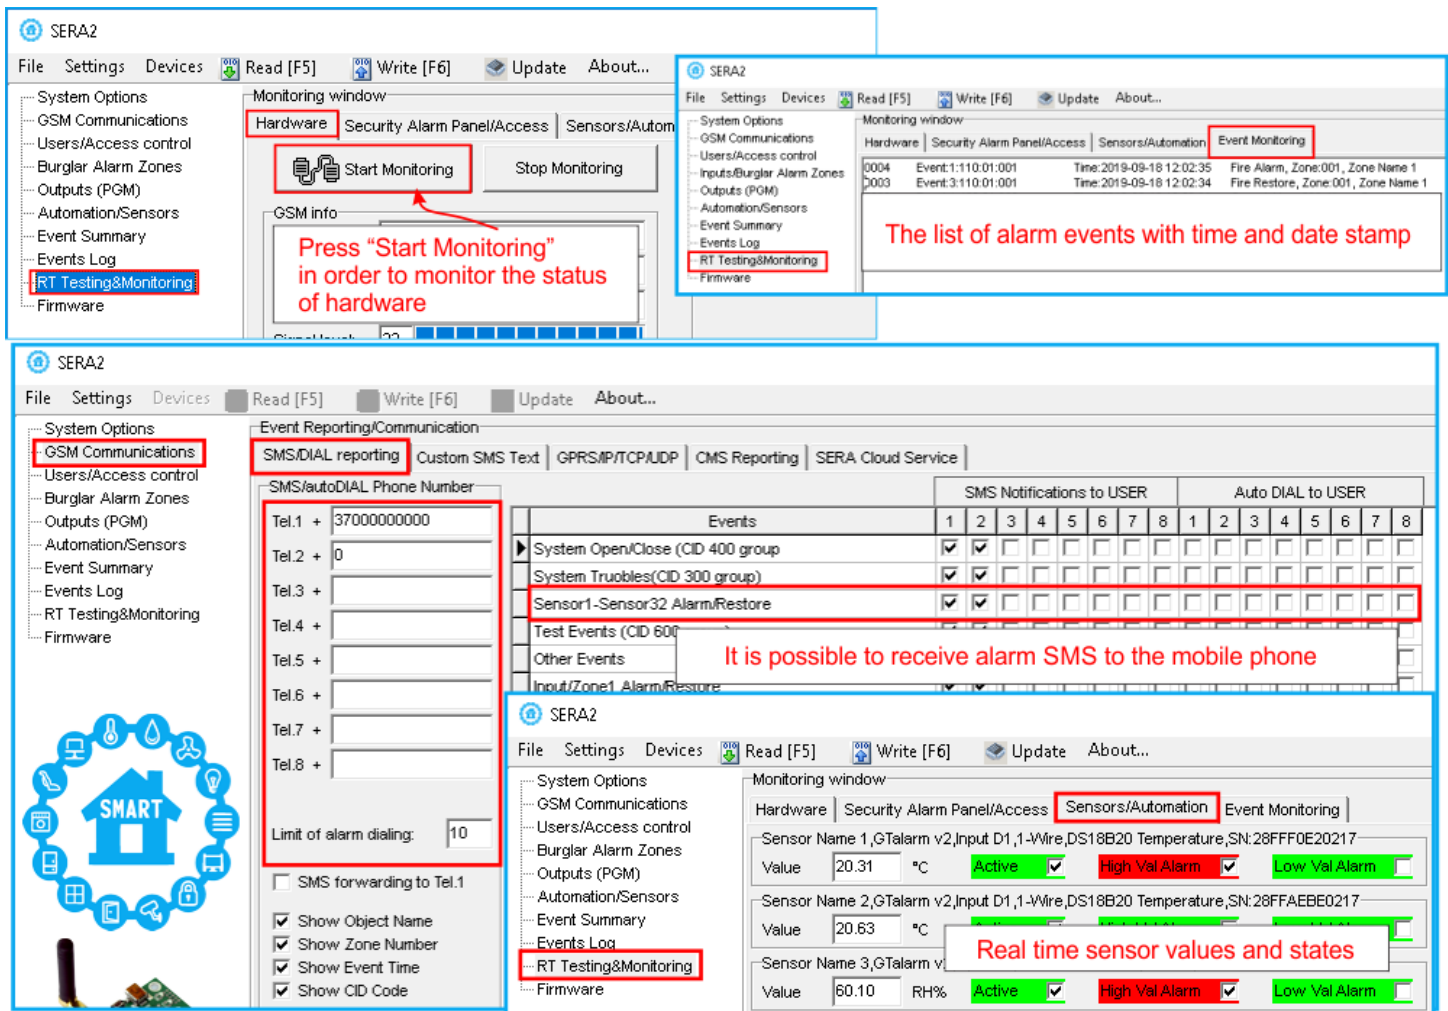 SERA2
File Settings Devices Read [F5] Write [F6] Update About...
System Options
GSM Communications
Users/Access control
Burglar Alarm Zones
Outputs (PGM)
Automation/Sensors
Event Summary
Events Log
RT Testing&Monitoring
Firmware
Monitoring window
Hardware Security Alarm Panel/Access Sensors/Autom
Start Monitoring Stop Monitoring
GSM info
Press “Start Monitoring”
in order to monitor the status
of hardware
SERA2
File Settings Devices Read [F5] Write [F6] Update About...
System Options
GSM Communications
Users/Access control
Inputs/Burglar Alarm Zones
Outputs (PGM)
Automation/Sensors
Event Summary
Events Log
RT Testing&Monitoring
Firmware
Monitoring window
Hardware Security Alarm Panel/Access Sensors/Automation Event Monitoring
0004 Event:1:110:01:001 Time:2019-09-18 12:02:35 Fire Alarm, Zone:001, Zone Name 1
0003 Event:3:110:01:001 Time:2019-09-18 12:02:34 Fire Restore, Zone:001, Zone Name 1
The list of alarm events with time and date stamp
SERA2
File Settings Devices Read [F5] Write [F6] Update About...
System Options
GSM Communications
Users/Access control
Burglar Alarm Zones
Outputs (PGM)
Automation/Sensors
Event Summary
Events Log
RT Testing&Monitoring
Firmware
SMART
Event Reporting/Communication
SMS/DIAL reporting Custom SMS Text GPRS/IP/TCP/UDP CMS Reporting SERA Cloud Service
SMS/autoDIAL Phone Number
Tel.1 + 37000000000
Tel.2 + 0
Tel.3 +
Tel.4 +
Tel.5 +
Tel.6 +
Tel.7 +
Tel.8 +
Limit of alarm dialing: 10
SMS forwarding to Tel.1
Show Object Name
Show Zone Number
Show Event Time
Show CID Code
SMS Notifications to USER Auto DIAL to USER
Events 1 2 3 4 5 6 7 8 1 2 3 4 5 6 7 8
System Open/Close (CID 400 group
System Truobles(CID 300 group)
Sensor1-Sensor32 Alarm/Restore
Test Events (CID 600
Other Events
Input/Zone1 Alarm/Restore
It is possible to receive alarm SMS to the mobile phone
SERA2
File Settings Devices Read [F5] Write [F6] Update About...
System Options
GSM Communications
Users/Access control
Burglar Alarm Zones
Outputs (PGM)
Automation/Sensors
Event Summary
Events Log
RT Testing&Monitoring
Firmware
Monitoring window
Hardware Security Alarm Panel/Access Sensors/Automation Event Monitoring
Sensor Name 1,GTalarm v2,Input D1,1-Wire,DS18B20 Temperature,SN:28FFF0E20217
Value 20.31 °C Active High Val Alarm Low Val Alarm
Sensor Name 2,GTalarm v2,Input D1,1-Wire,DS18B20 Temperature,SN:28FFAEBE0217
Value 20.63 °C
Real time sensor values and states
Sensor Name 3,GTalarm v
Value 60.10 RH% Active High Val Alarm Low Val Alarm